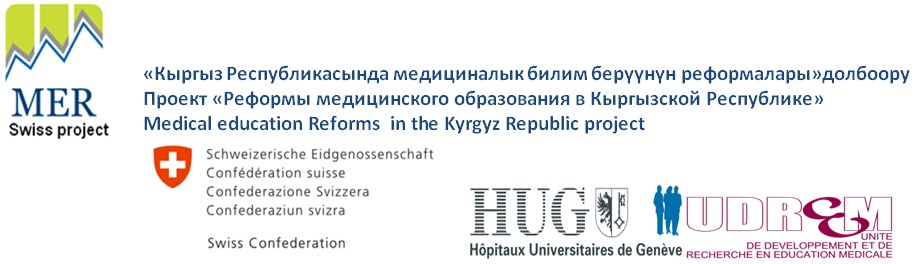 MER
Swiss project
«Кыргыз Республикасында медициналык билим берүүнүн реформалары»долбоору
Проект «Реформы медицинского образования в Кыргызской Республике»
Medical education Reforms in the Kyrgyz Republic project
Schweizerische Eidgenossenschaft
Confédération suisse
Confederazione Svizzera
Confederaziun svizra
Swiss Confederation
HUG
Hôpitaux Universitaires de Genève
UDREM
UNITE
DE DEVELOPPEMENT ET DE
RECHERCHE EN EDUCATION MEDICALE